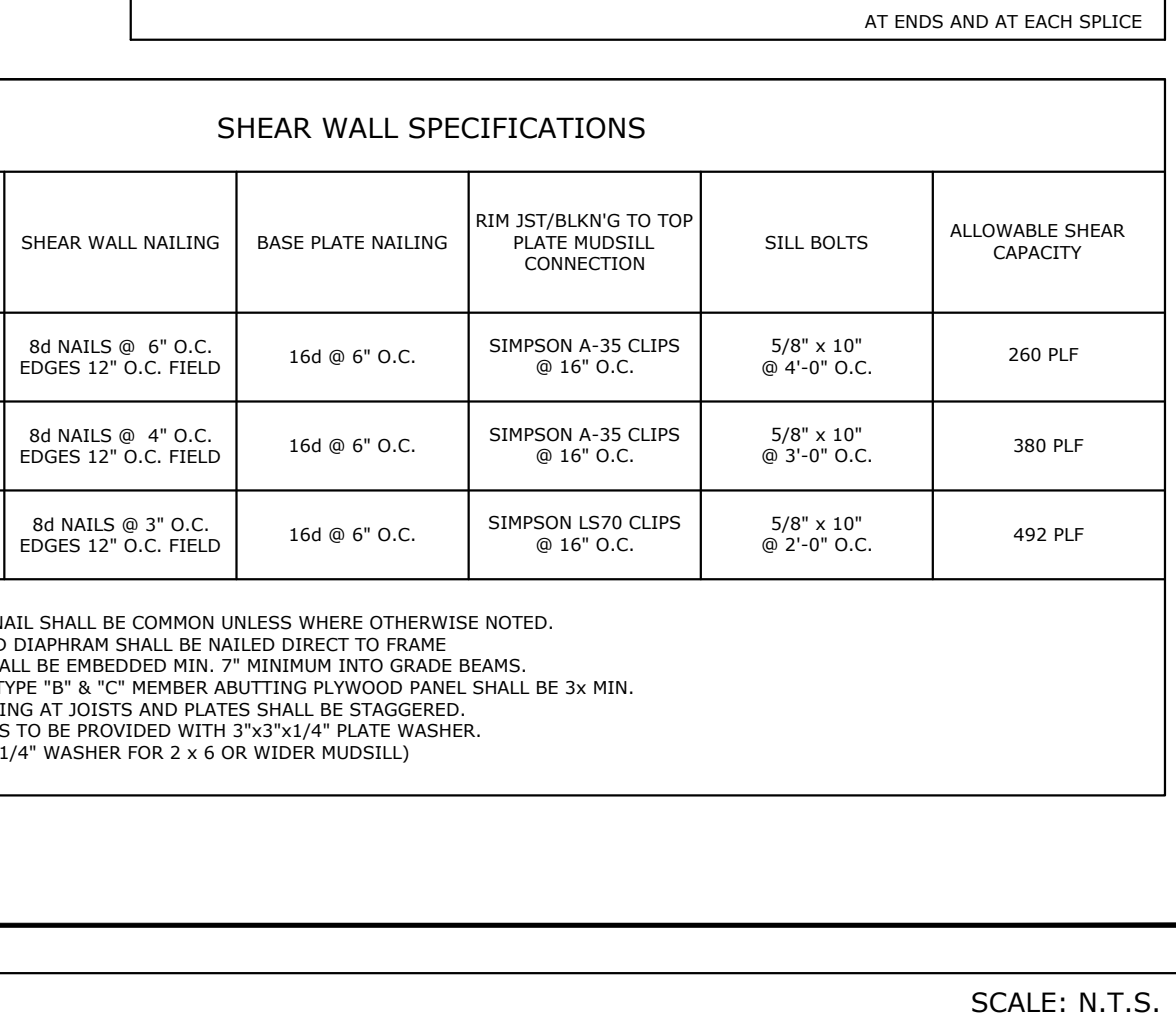 AT ENDS AND AT EACH SPLICE
SHEAR WALL SPECIFICATIONS
SHEAR WALL NAILING
BASE PLATE NAILING
RIM JST/BLKN'G TO TOP
PLATE MUDSILL
CONNECTION
SILL BOLTS
ALLOWABLE SHEAR
CAPACITY
8d NAILS @ 6" O.C.
EDGES 12" O.C. FIELD
16d @ 6" O.C.
SIMPSON A-35 CLIPS
@ 16" O.C.
5/8" x 10"
@ 4'-0" O.C.
260 PLF
8d NAILS @ 4" O.C.
EDGES 12" O.C. FIELD
16d @ 6" O.C.
SIMPSON A-35 CLIPS
@ 16" O.C.
5/8" x 10"
@ 3'-0" O.C.
380 PLF
8d NAILS @ 3" O.C.
EDGES 12" O.C. FIELD
16d @ 6" O.C.
SIMPSON LS70 CLIPS
@ 16" O.C.
5/8" x 10"
@ 2'-0" O.C.
492 PLF
NAIL SHALL BE COMMON UNLESS WHERE OTHERWISE NOTED.
D DIAPHRAM SHALL BE NAILED DIRECT TO FRAME
ALL BE EMBEDDED MIN. 7" MINIMUM INTO GRADE BEAMS.
TYPE "B" & "C" MEMBER ABUTTING PLYWOOD PANEL SHALL BE 3x MIN.
ING AT JOISTS AND PLATES SHALL BE STAGGERED.
S TO BE PROVIDED WITH 3"x3"x1/4" PLATE WASHER.
1/4" WASHER FOR 2 x 6 OR WIDER MUDSILL)
SCALE: N.T.S.